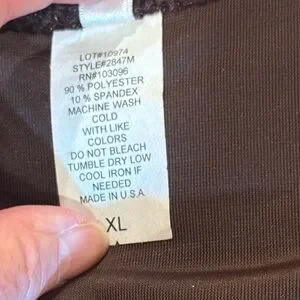 LOT#10974
STYLE#2847M
RN#103096
90 % POLYESTER
10 % SPANDEX
MACHINE WASH
COLD
WITH LIKE
COLORS
DO NOT BLEACH
TUMBLE DRY LOW
COOL IRON IF
NEEDED
MADE IN U.S.A.
XL